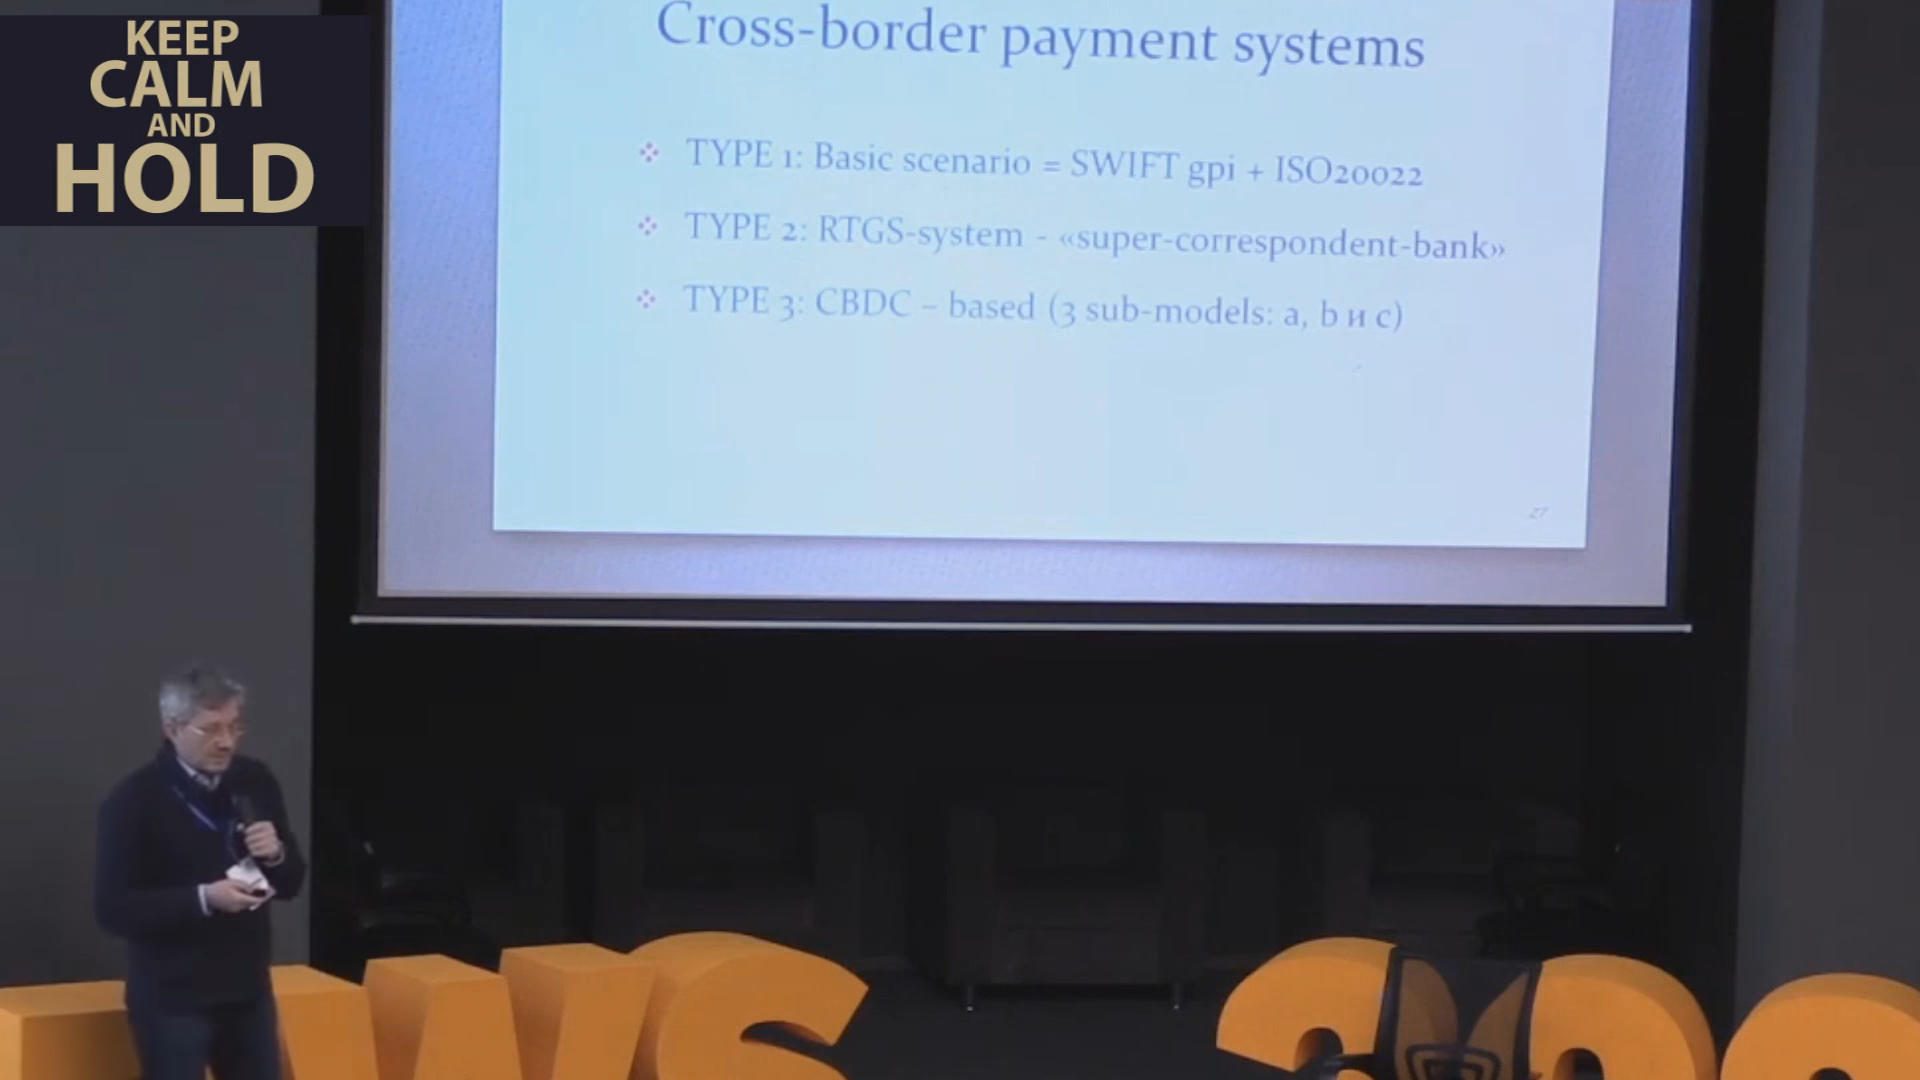 KEEP
CALM
AND
HOLD
Cross-border payment systems
TYPE 1: Basic scenario = SWIFT gpi + ISO20022
TYPE 2: RTGS-system - «super-correspondent-bank»
TYPE 3: CBDC – based (3 sub-models: a, b и c)
27